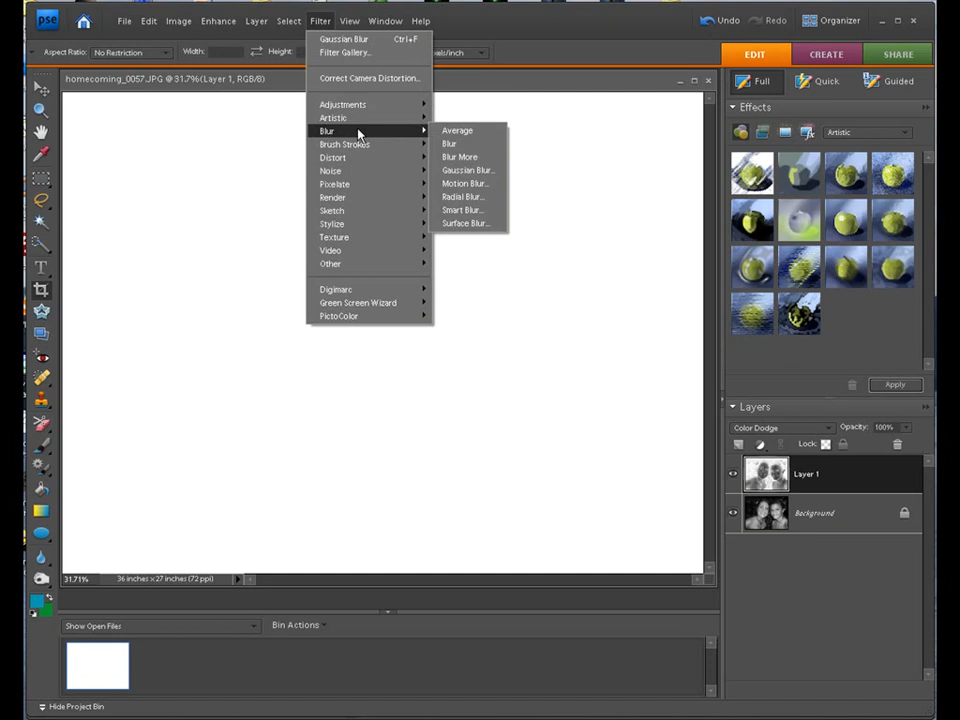 pse File Edit Image Enhance Layer Select Filter View Window Help Undo Redo Organizer
Aspect Ratio: No Restriction Width: Height: els/inch
EDIT CREATE SHARE
Gaussian Blur Ctrl+F
Filter Gallery...
Correct Camera Distortion...
Adjustments
Artistic
Blur
Brush Strokes
Distort
Noise
Pixelate
Render
Sketch
Stylize
Texture
Video
Other
Digimarc
Green Screen Wizard
PictoColor
Average
Blur
Blur More
Gaussian Blur...
Motion Blur...
Radial Blur...
Smart Blur...
Surface Blur...
homecoming_0057.JPG @ 31.7%(Layer 1, RGB/8)
Full Quick Guided
Effects
Artistic
Apply
Layers
Color Dodge Opacity: 100%
Lock:
Layer 1
Background
31.71% 36 inches x 27 inches (72 ppi)
Show Open Files Bin Actions
Hide Project Bin